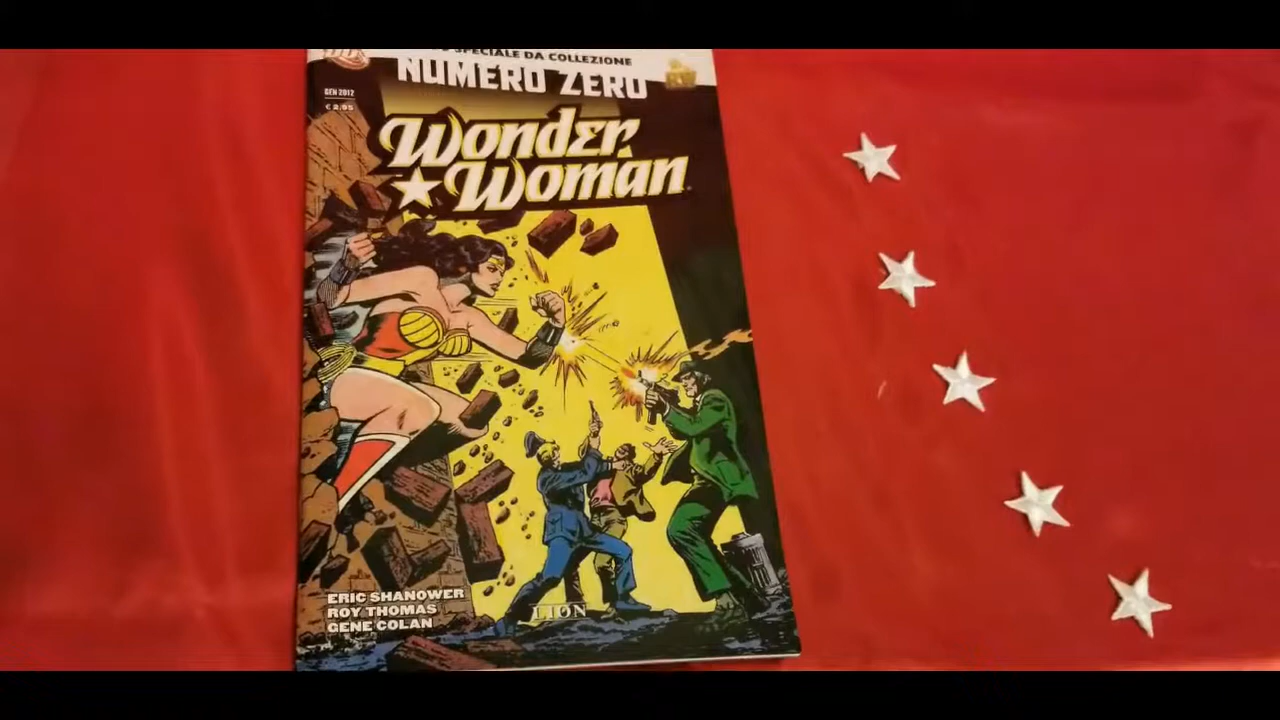 SPECIALE DA COLLEZIONE
NUMERO ZERO
GEN 2012
€ 2,95
Wonder
Woman
ERIC SHANOWER
ROY THOMAS
GENE COLAN
LION